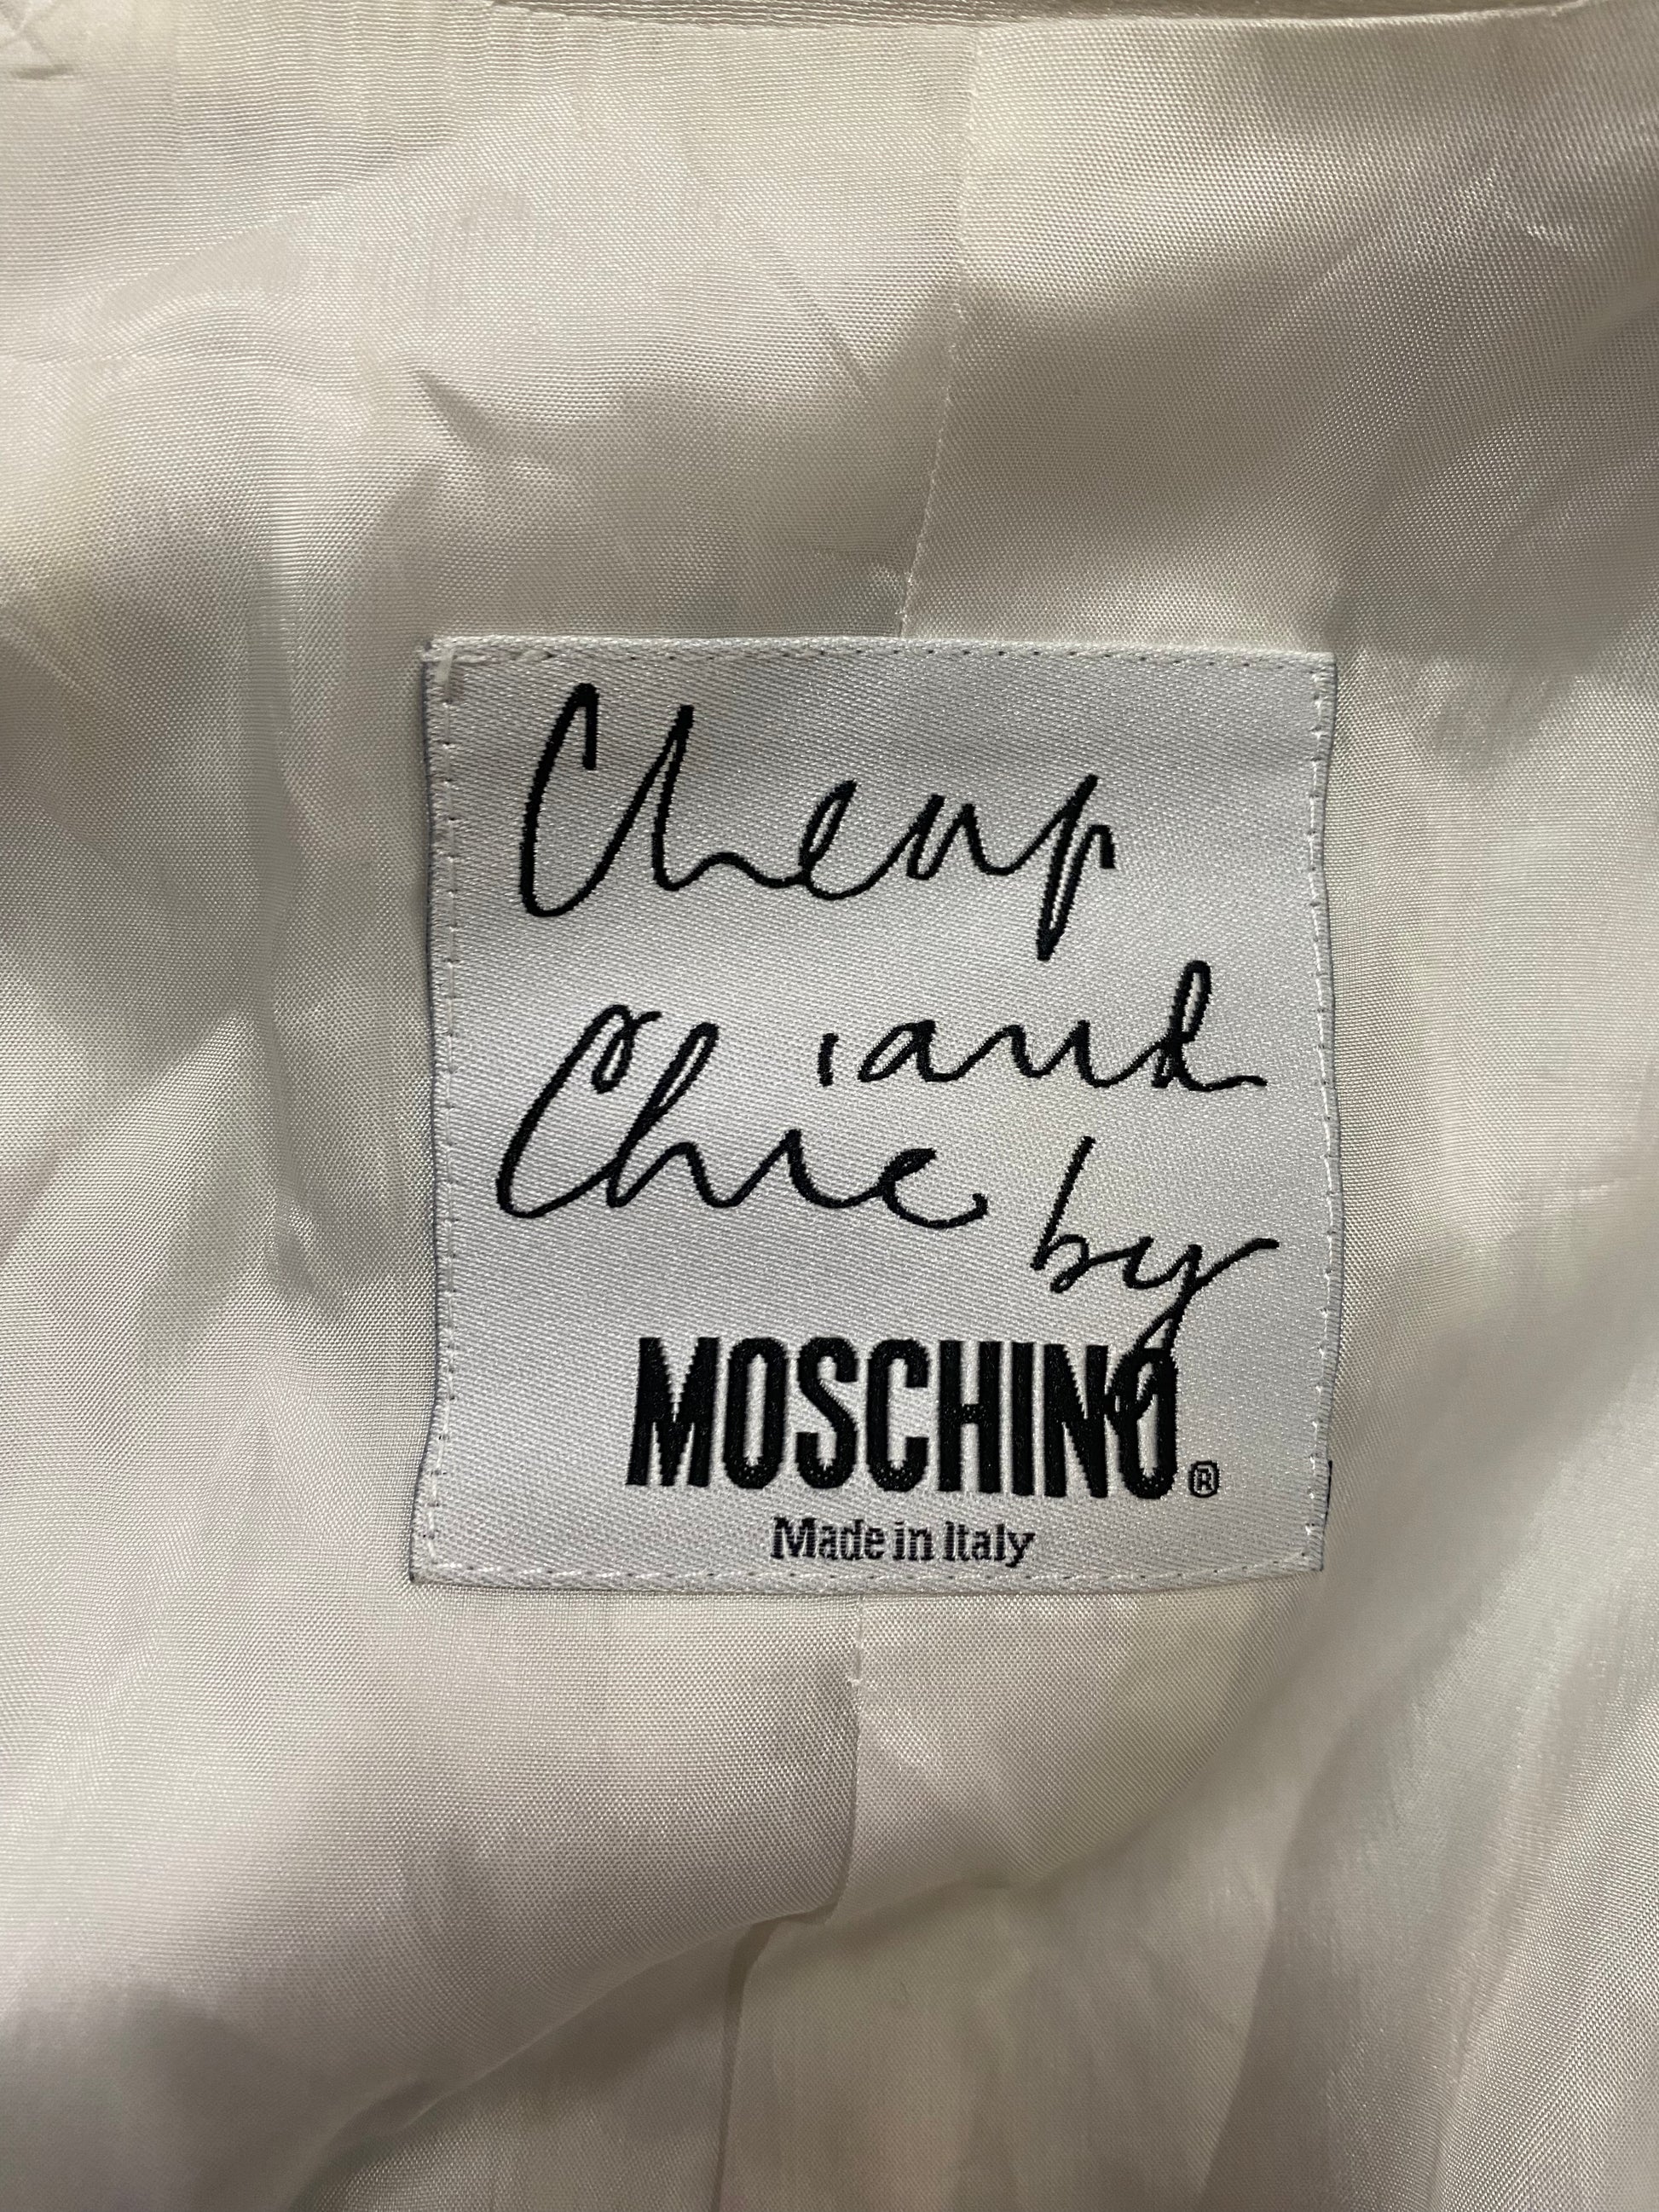 Cheap
and
Chic by
MOSCHINO®
Made in Italy